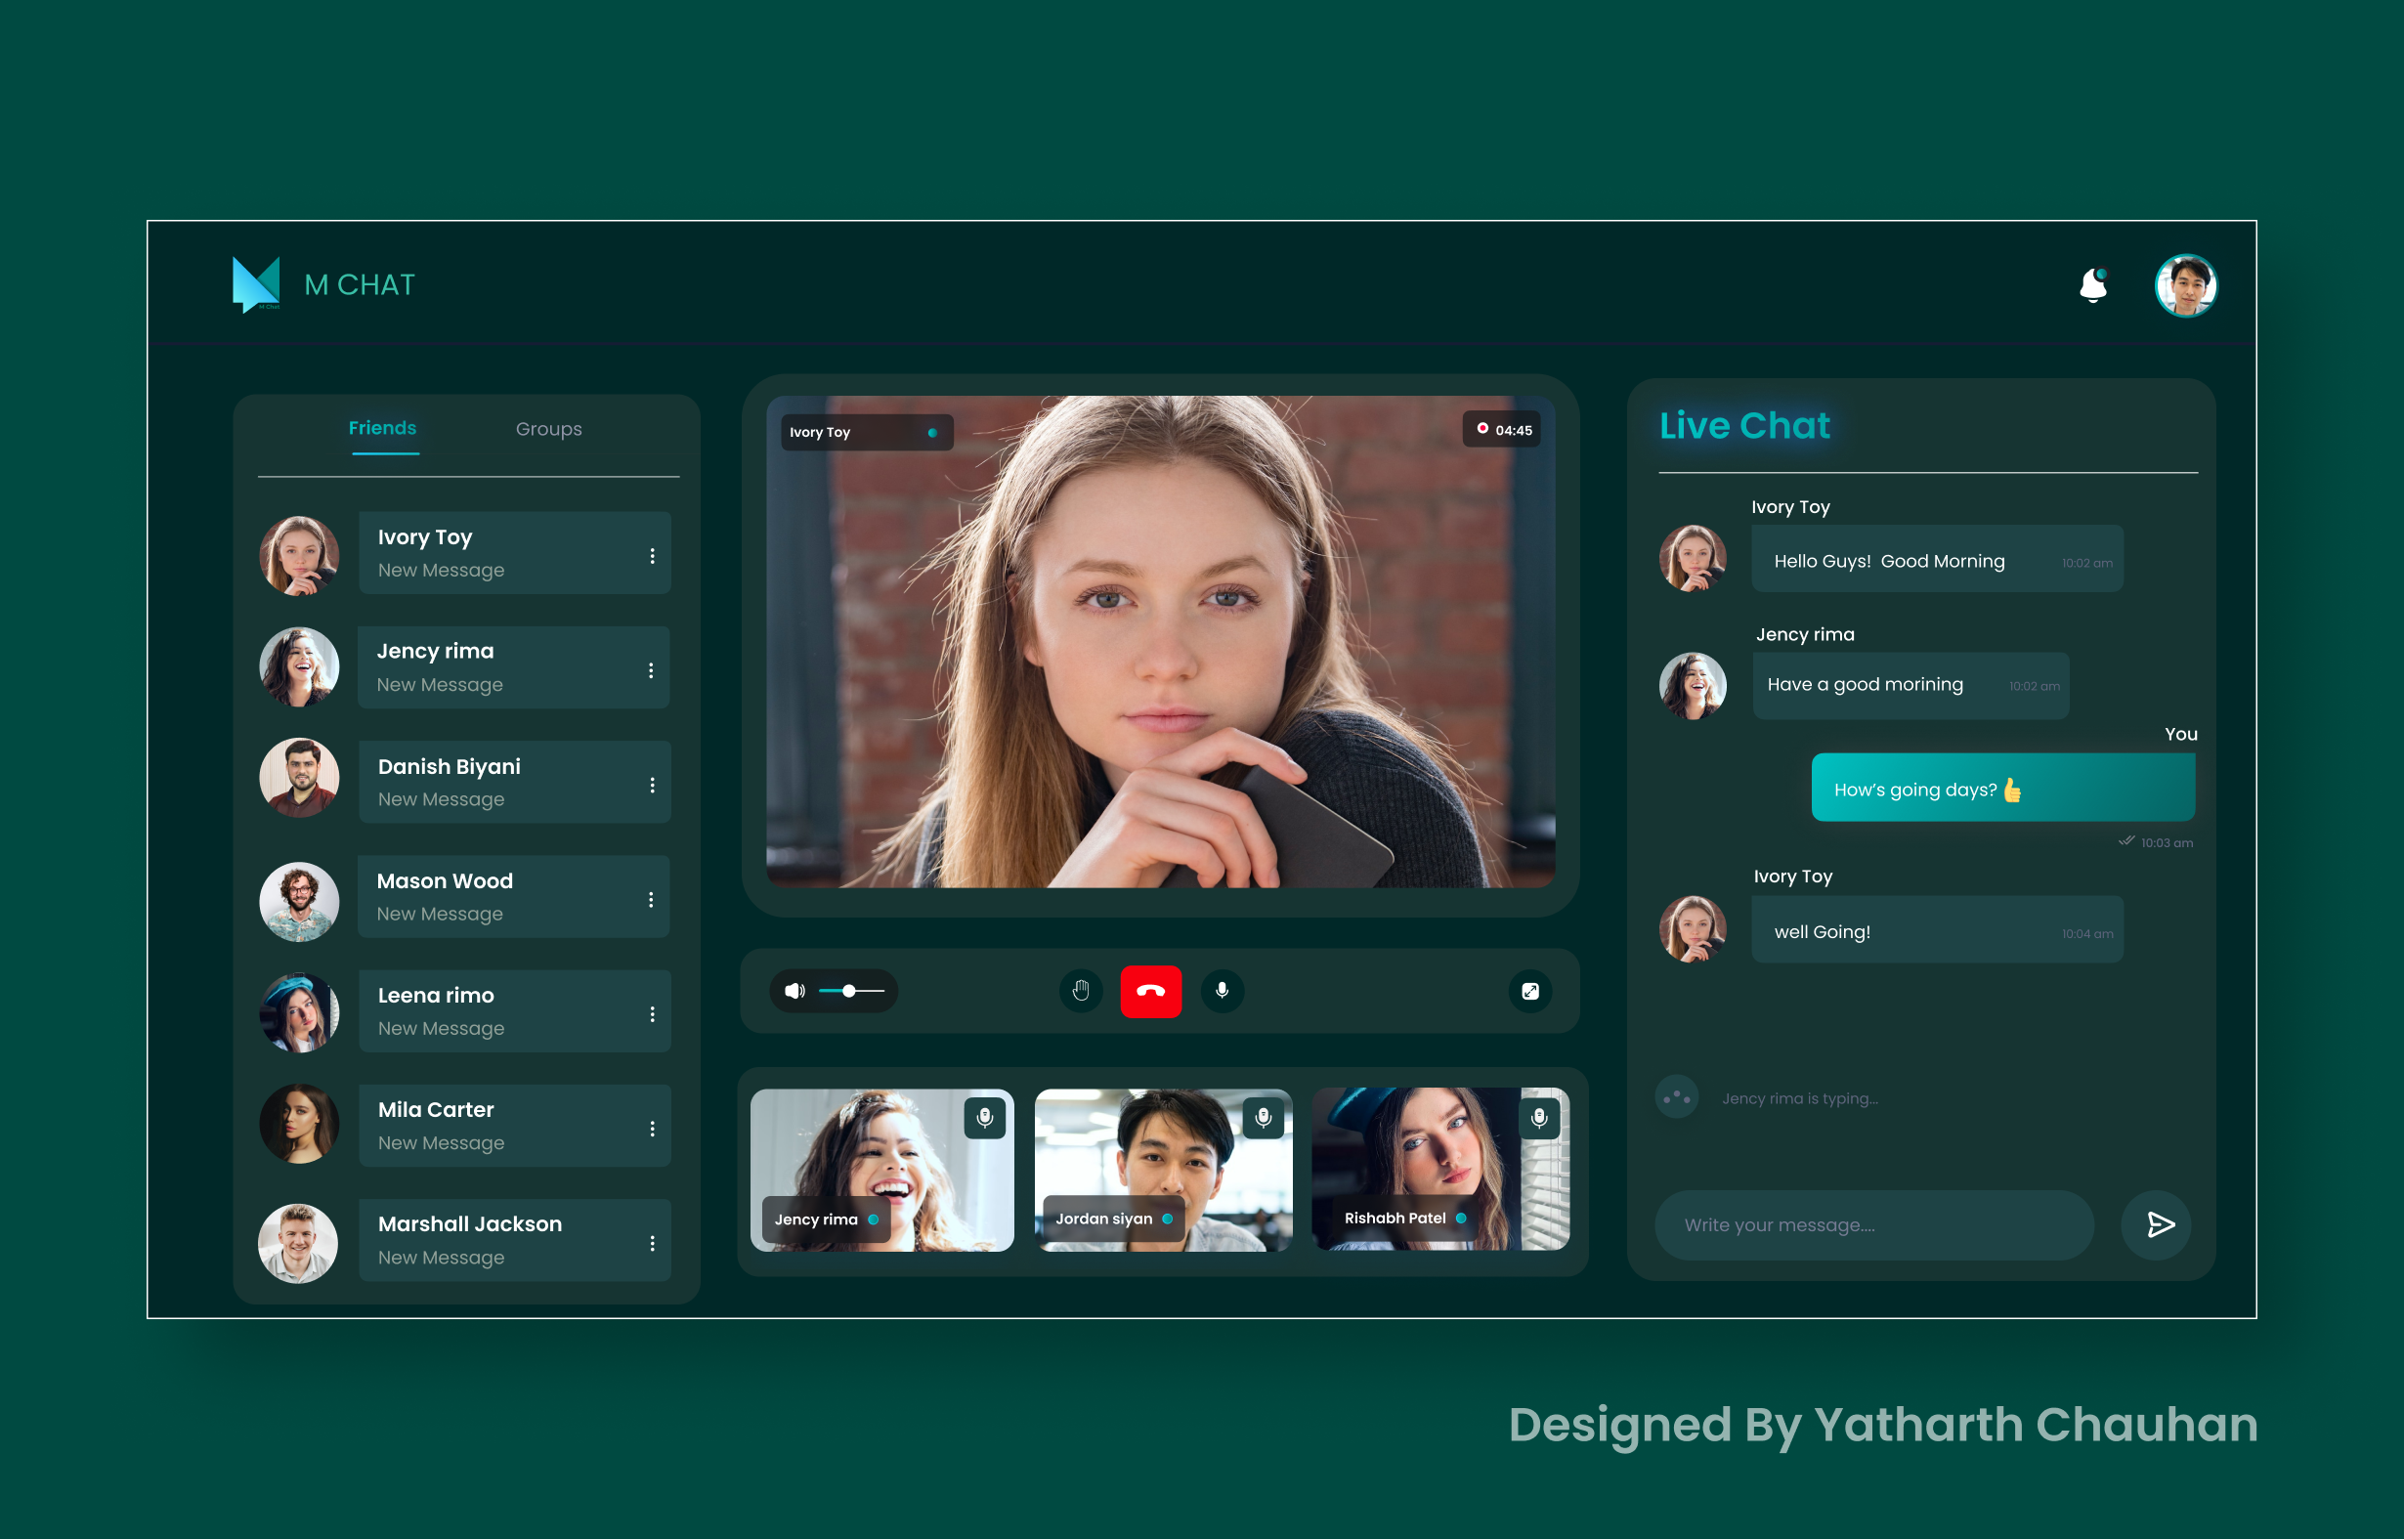 M CHAT
M Chat
Friends
Groups
Ivory Toy
New Message
Jency rima
New Message
Danish Biyani
New Message
Mason Wood
New Message
Leena rimo
New Message
Mila Carter
New Message
Marshall Jackson
New Message
Ivory Toy
04:45
Jency rima
Jordan siyan
Rishabh Patel
Live Chat
Ivory Toy
Hello Guys!  Good Morning
10:02 am
Jency rima
Have a good morining
10:02 am
You
How's going days?👍
10:03 am
Ivory Toy
well Going!
10:04 am
Jency rima is typing...
Write your message....
Designed By Yatharth Chauhan